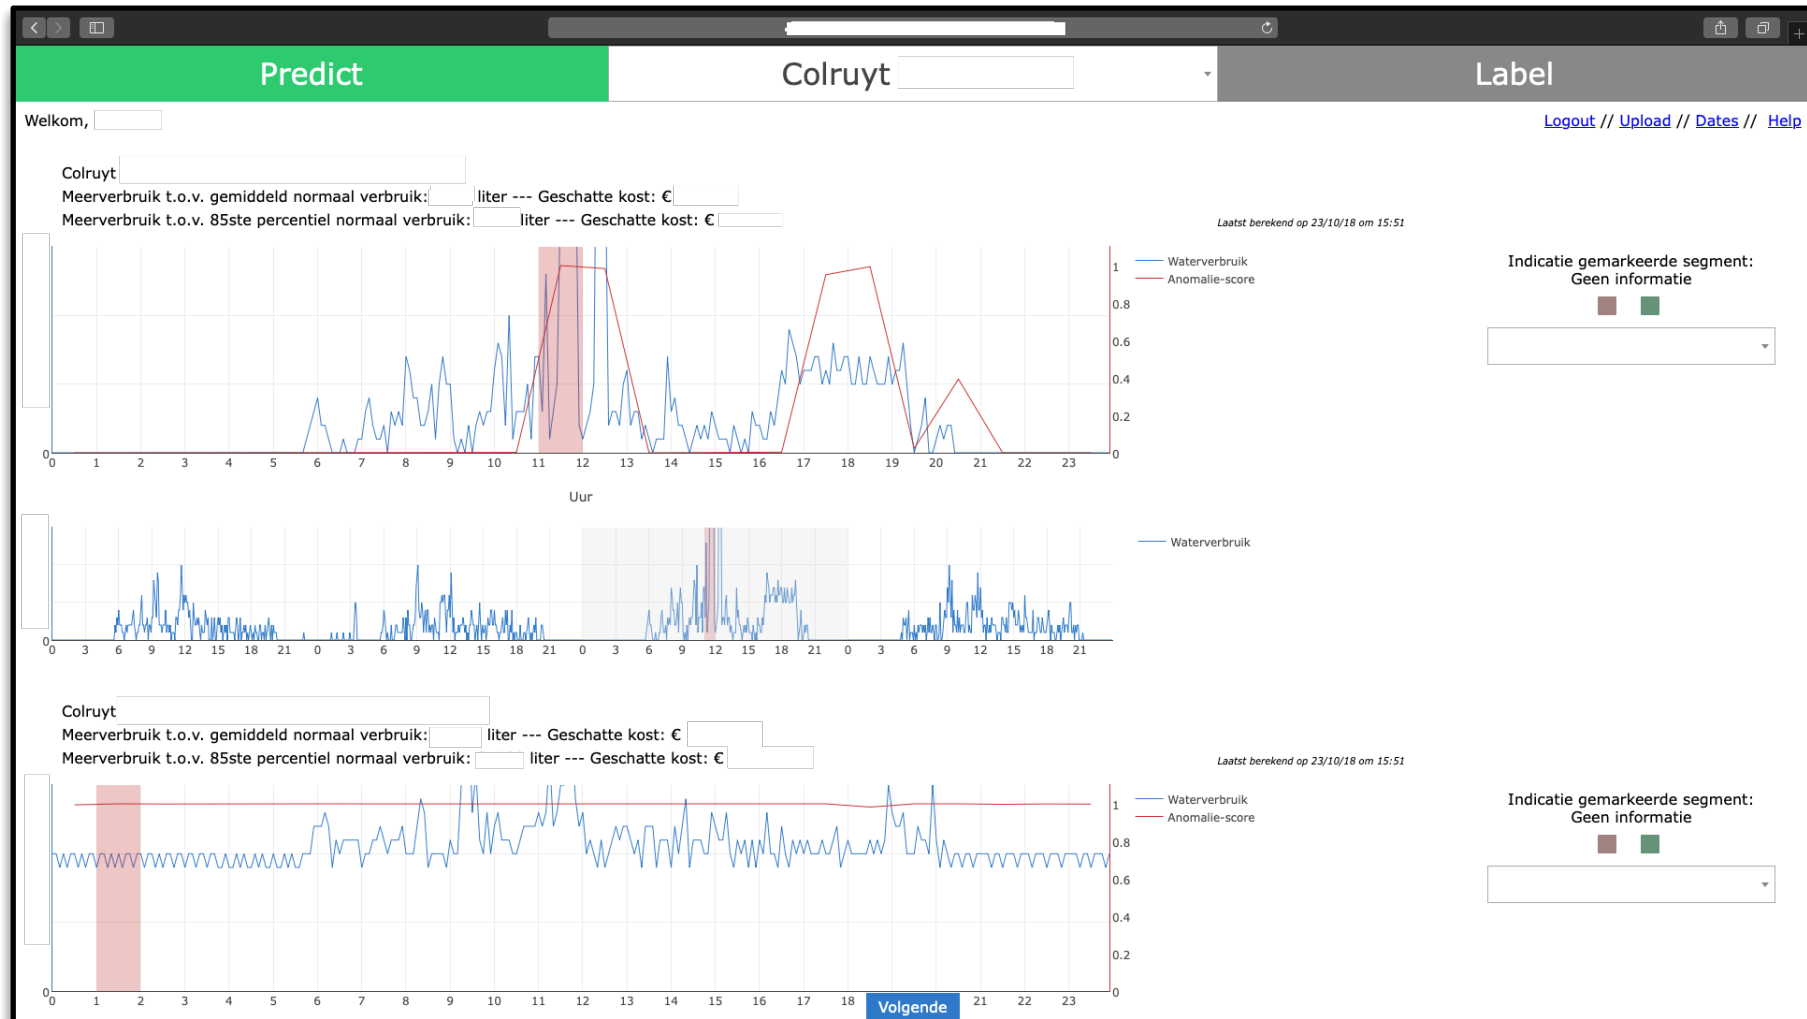 Predict
Colruyt
Label
Welkom,
Logout // Upload // Dates // Help
Colruyt
Meerverbruik t.o.v. gemiddeld normaal verbruik: liter --- Geschatte kost: €
Meerverbruik t.o.v. 85ste percentiel normaal verbruik: liter --- Geschatte kost: €
Laatst berekend op 23/10/18 om 15:51
Waterverbruik
Anomalie-score
Indicatie gemarkeerde segment:
Geen informatie
1
0.8
0.6
0.4
0.2
0
0
0 1 2 3 4 5 6 7 8 9 10 11 12 13 14 15 16 17 18 19 20 21 22 23
Uur
Waterverbruik
0
0 3 6 9 12 15 18 21 0 3 6 9 12 15 18 21 0 3 6 9 12 15 18 21 0 3 6 9 12 15 18 21
Colruyt
Meerverbruik t.o.v. gemiddeld normaal verbruik: liter --- Geschatte kost: €
Meerverbruik t.o.v. 85ste percentiel normaal verbruik: liter --- Geschatte kost: €
Laatst berekend op 23/10/18 om 15:51
Waterverbruik
Anomalie-score
Indicatie gemarkeerde segment:
Geen informatie
1
0.8
0.6
0.4
0.2
0
0
0 1 2 3 4 5 6 7 8 9 10 11 12 13 14 15 16 17 18 21 22 23
Volgende